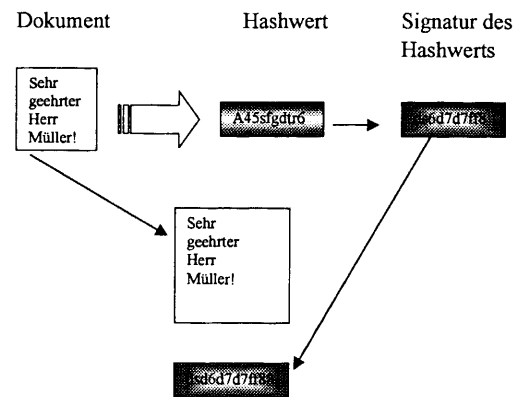 Dokument
Hashwert
Signatur des
Hashwerts
Sehr
geehrter
Herr
Müller!
A45sfgdtr6
Sehr
geehrter
Herr
Müller!